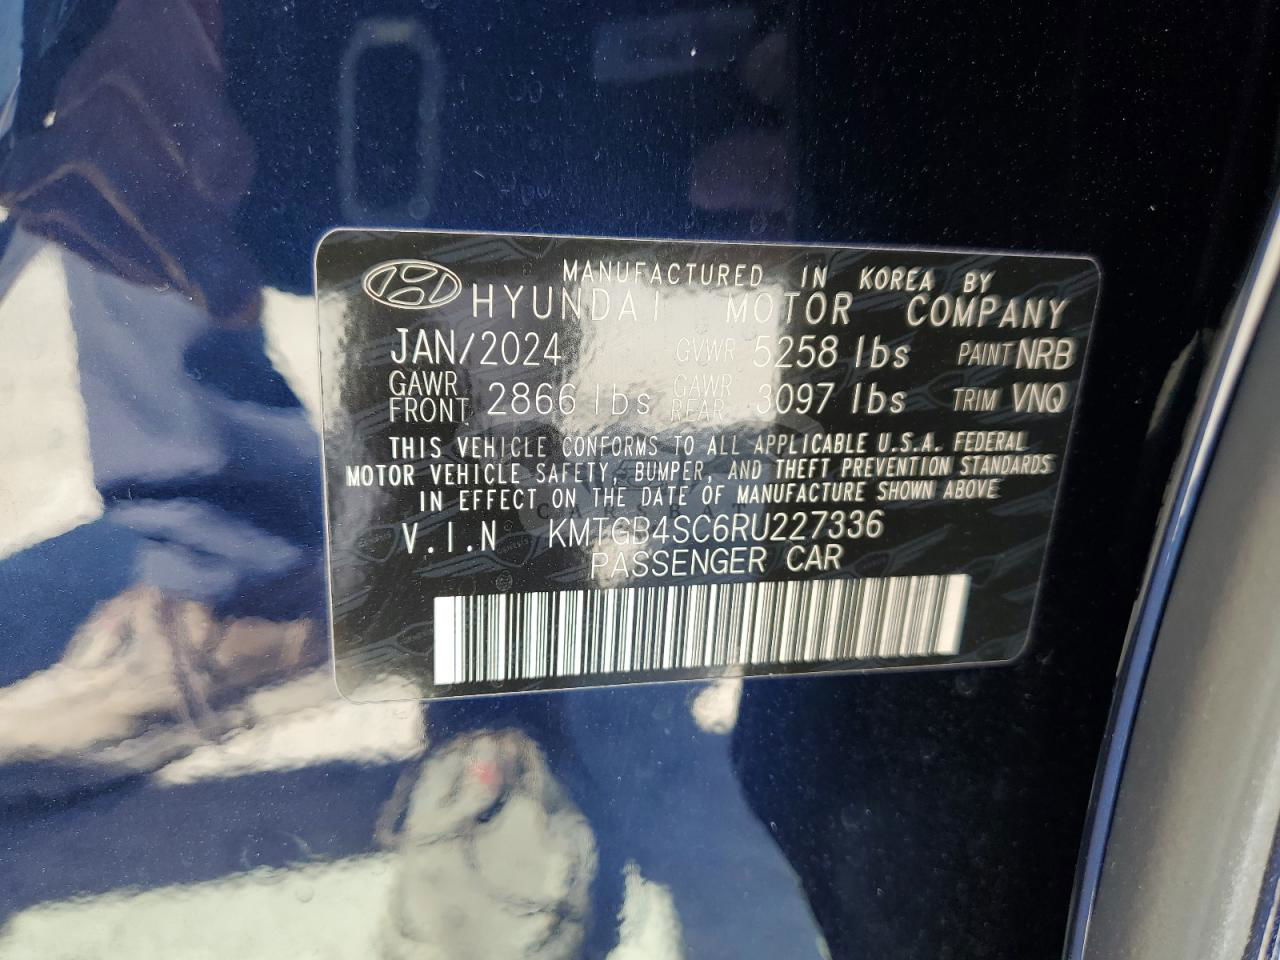 MANUFACTURED IN KOREA BY
HYUNDAI MOTOR COMPANY
JAN/2024 GVWR 5258 lbs PAINT NRB
GAWR FRONT 2866 lbs GAWR REAR 3097 lbs TRIM VNQ
THIS VEHICLE CONFORMS TO ALL APPLICABLE U.S.A. FEDERAL
MOTOR VEHICLE SAFETY, BUMPER, AND THEFT PREVENTION STANDARDS
IN EFFECT ON THE DATE OF MANUFACTURE SHOWN ABOVE
V.I.N KMTGB4SC6RU227336
PASSENGER CAR